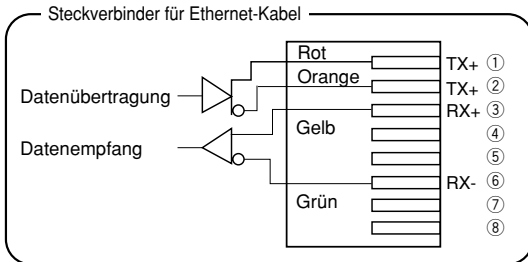 Steckverbinder für Ethernet-Kabel
Rot
TX+ ①
Orange
TX+ ②
Datenübertragung
RX+ ③
Gelb
④
Datenempfang
⑤
RX- ⑥
Grün
⑦
⑧